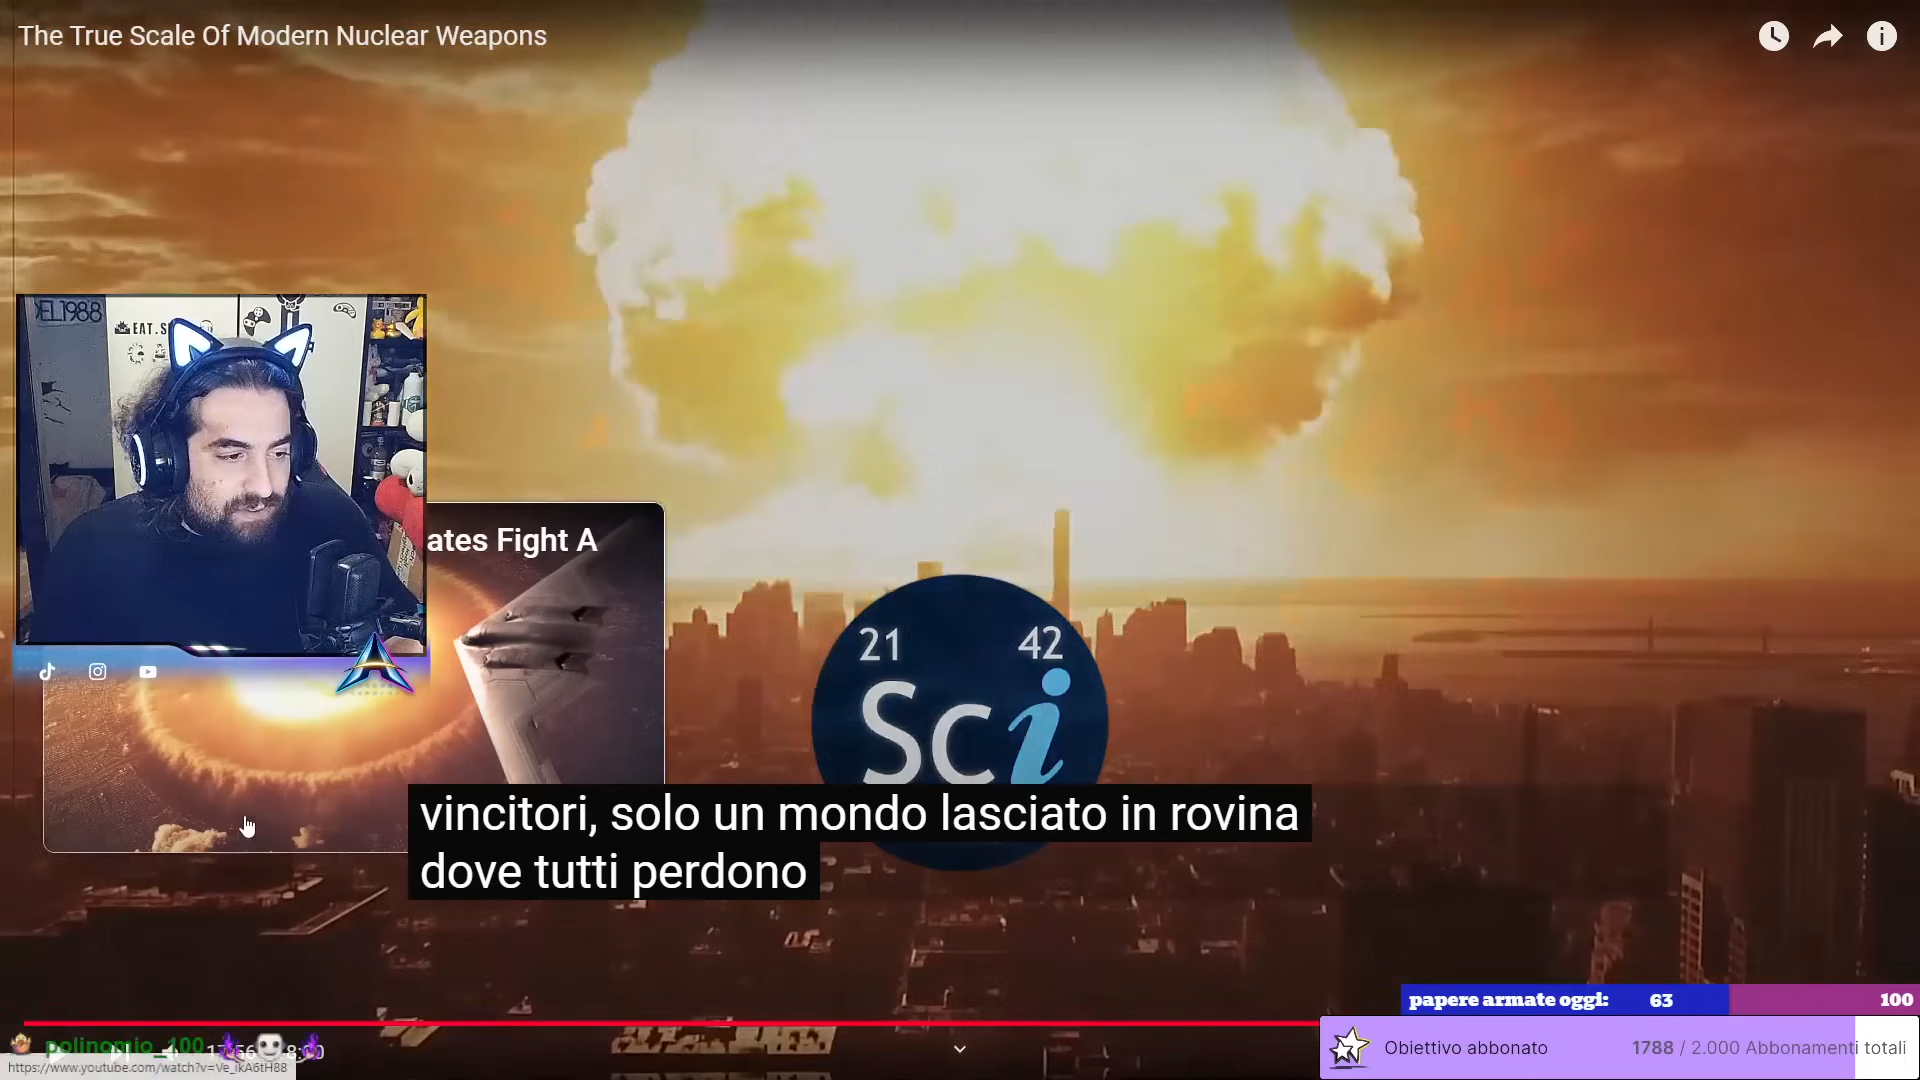 The True Scale Of Modern Nuclear Weapons
EAT.
ates Fight A
21 42
Sci
vincitori, solo un mondo lasciato in rovina
dove tutti perdono
papere armate oggi: 63 100
Obiettivo abbonato 1788 / 2.000 Abbonamenti totali
polinomio_100
https://www.youtube.com/watch?v=Ve_ikA6tH88